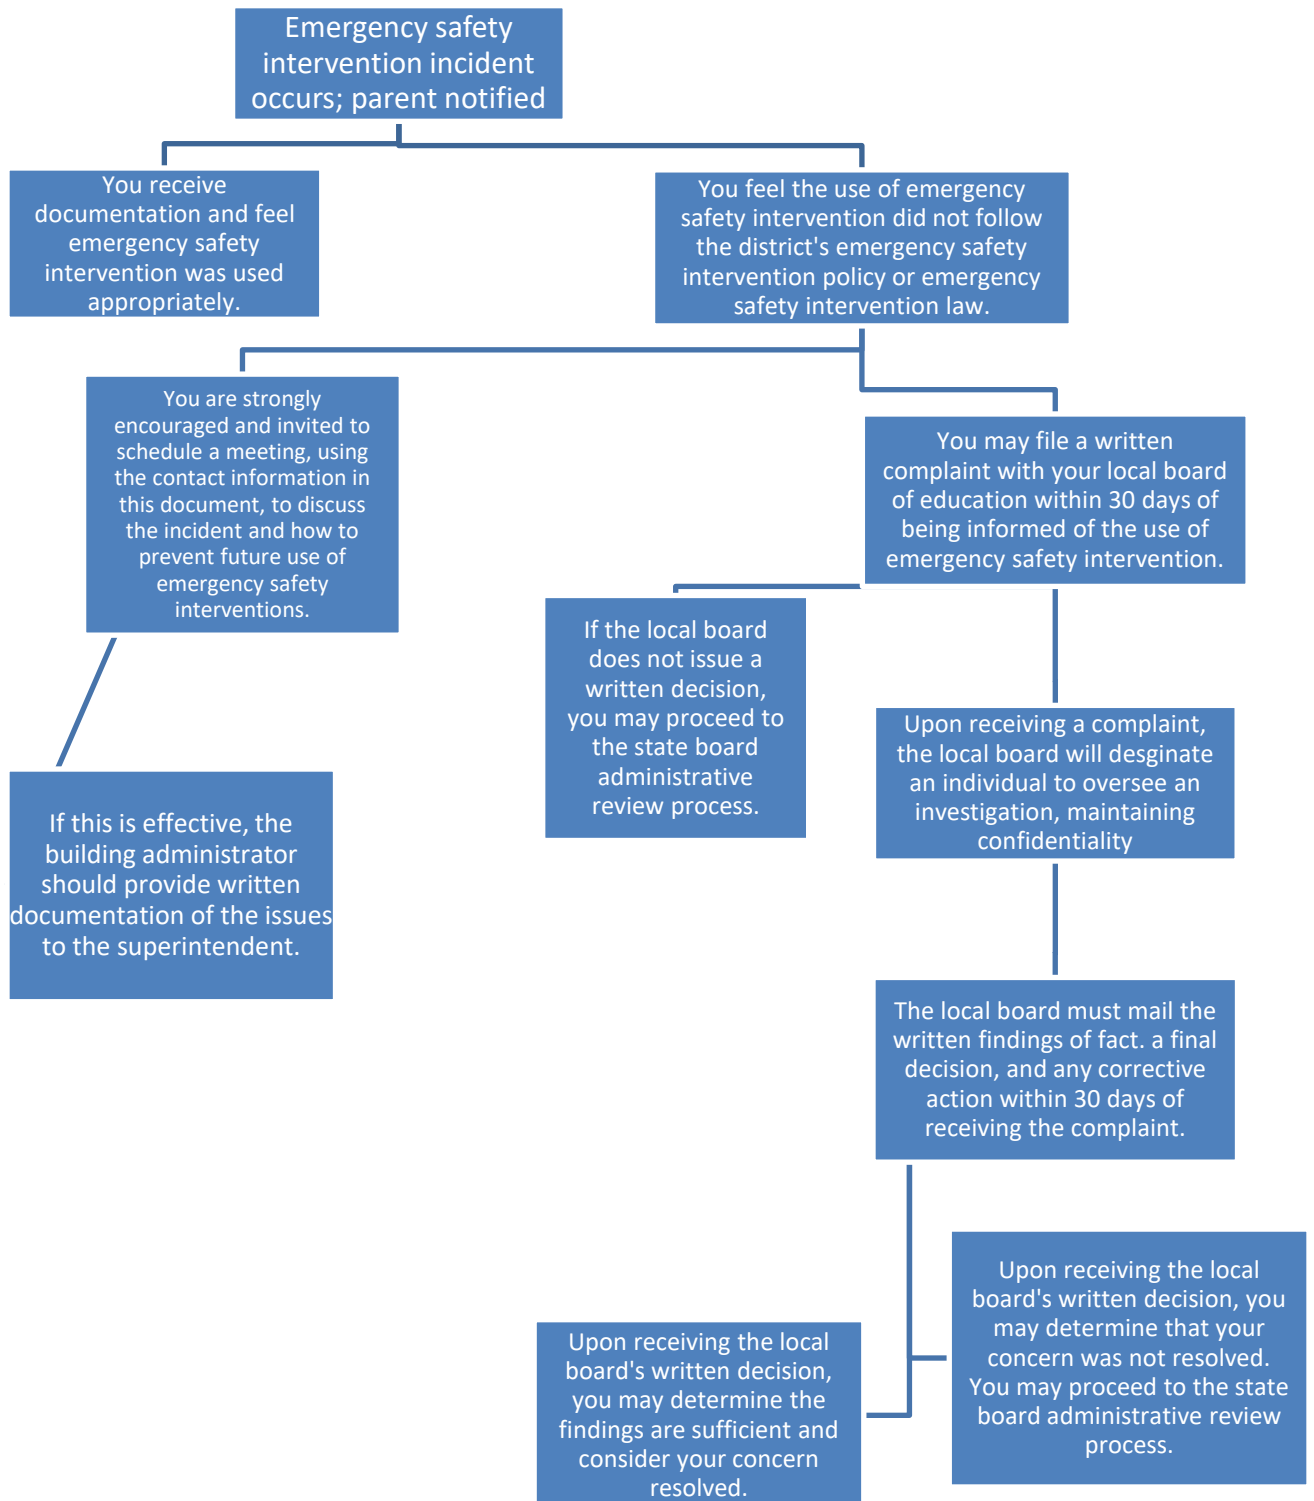 Emergency safety
intervention incident
occurs; parent notified
You receive
documentation and feel
emergency safety
intervention was used
appropriately.
You feel the use of emergency
safety intervention did not follow
the district's emergency safety
intervention policy or emergency
safety intervention law.
You are strongly
encouraged and invited to
schedule a meeting, using
the contact information in
this document, to discuss
the incident and how to
prevent future use of
emergency safety
interventions.
You may file a written
complaint with your local board
of education within 30 days of
being informed of the use of
emergency safety intervention.
If the local board
does not issue a
written decision,
you may proceed to
the state board
administrative
review process.
Upon receiving a complaint,
the local board will desginate
an individual to oversee an
investigation, maintaining
confidentiality
If this is effective, the
building administrator
should provide written
documentation of the issues
to the superintendent.
The local board must mail the
written findings of fact. a final
decision, and any corrective
action within 30 days of
receiving the complaint.
Upon receiving the local
board's written decision, you
may determine that your
concern was not resolved.
You may proceed to the state
board administrative review
process.
Upon receiving the local
board's written decision,
you may determine the
findings are sufficient and
consider your concern
resolved.